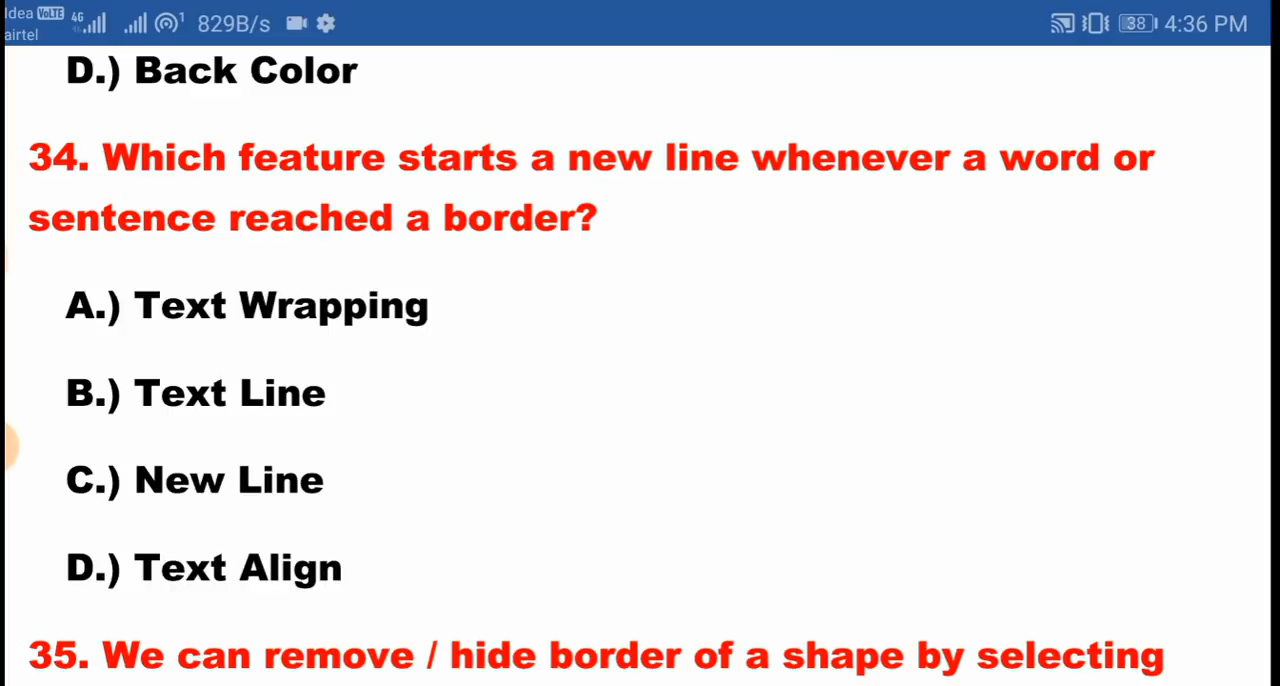 Idea VoLTE 4G 1 829B/s 38 4:36 PM
airtel
D.) Back Color
34. Which feature starts a new line whenever a word or
sentence reached a border?
A.) Text Wrapping
B.) Text Line
C.) New Line
D.) Text Align
35. We can remove / hide border of a shape by selecting